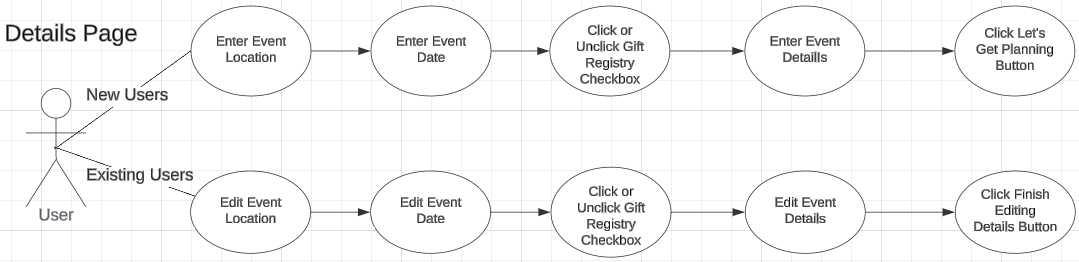 Details Page
Enter Event
Location
Enter Event
Date
Click or
Unclick Gift
Registry
Checkbox
Enter Event
Details
Click Let's
Get Planning
Button
New Users
Existing Users
User
Edit Event
Location
Edit Event
Date
Click or
Unclick Gift
Registry
Checkbox
Edit Event
Details
Click Finish
Editing
Details Button